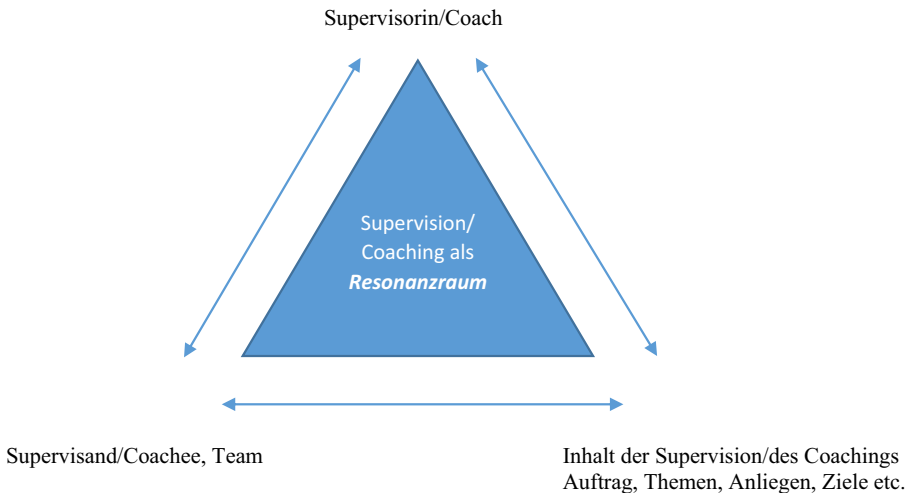 Supervisorin/Coach
Supervision/
Coaching als
Resonanzraum
Supervisand/Coachee, Team
Inhalt der Supervision/des Coachings
Auftrag, Themen, Anliegen, Ziele etc.